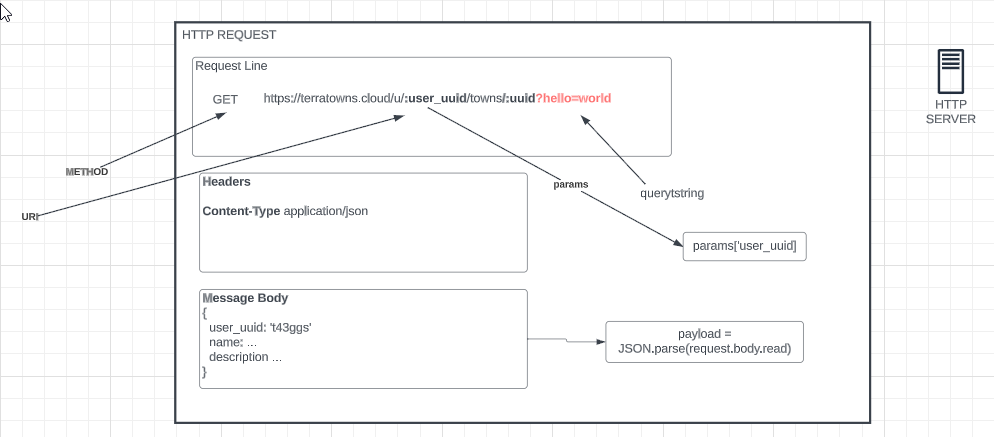 HTTP REQUEST
Request Line
GET https://terratowns.cloud/u/:user_uuid/towns/:uuid?hello=world
HTTP
SERVER
METHOD
URI
Headers
Content-Type application/json
params
querytstring
params['user_uuid]
Message Body
{
user_uuid: 't43ggs'
name: ...
description ...
}
payload =
JSON.parse(request.body.read)